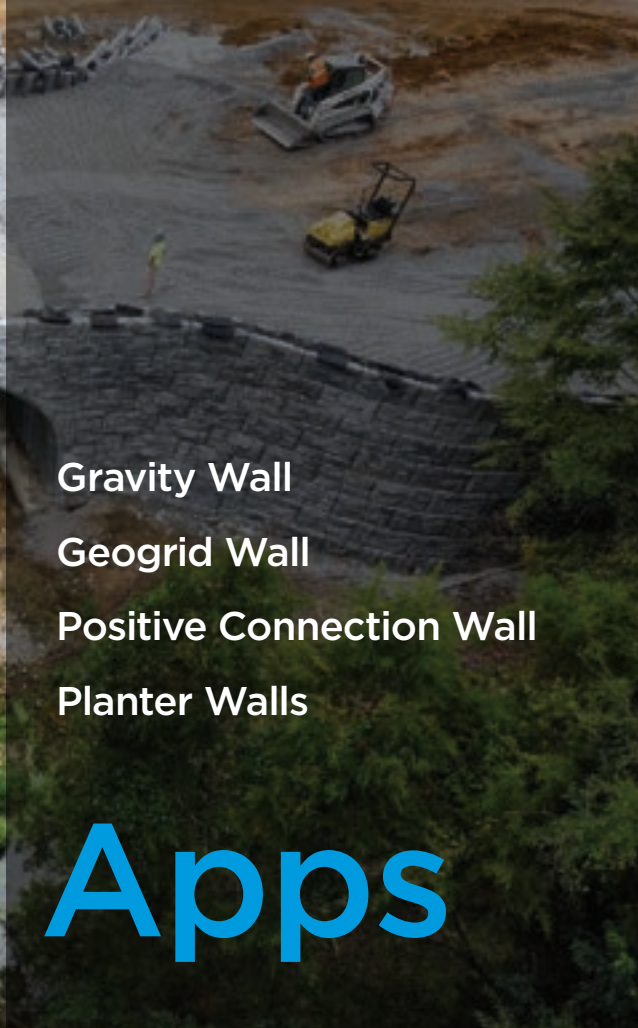 Gravity Wall
Geogrid Wall
Positive Connection Wall
Planter Walls
Apps